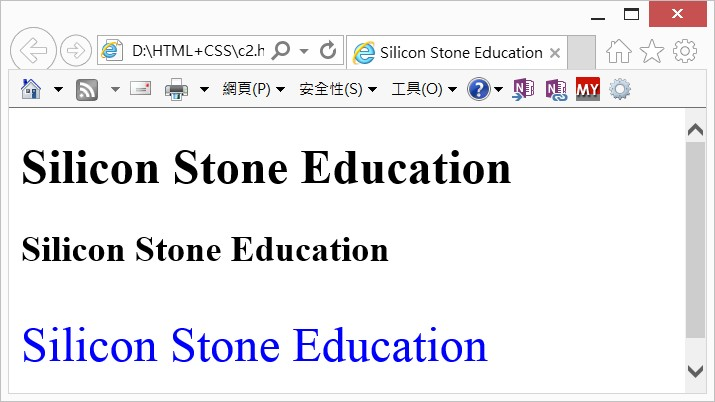 D:\HTML+CSS\c2.h
Silicon Stone Education
網頁(P) 安全性(S) 工具(O) ? N N MY
Silicon Stone Education
Silicon Stone Education
Silicon Stone Education